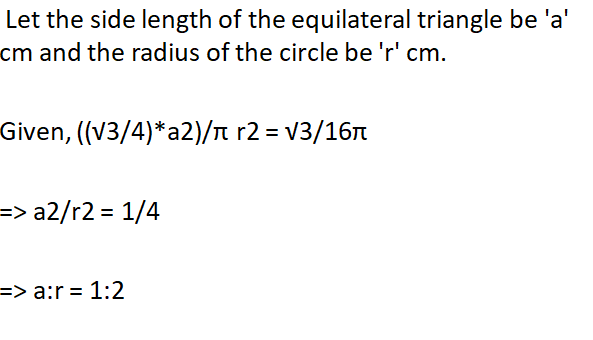 Let the side length of the equilateral triangle be 'a'
cm and the radius of the circle be 'r' cm.
Given, ((√3/4)*a2)/π r2 = √3/16π
=> a2/r2 = 1/4
=> a:r = 1:2